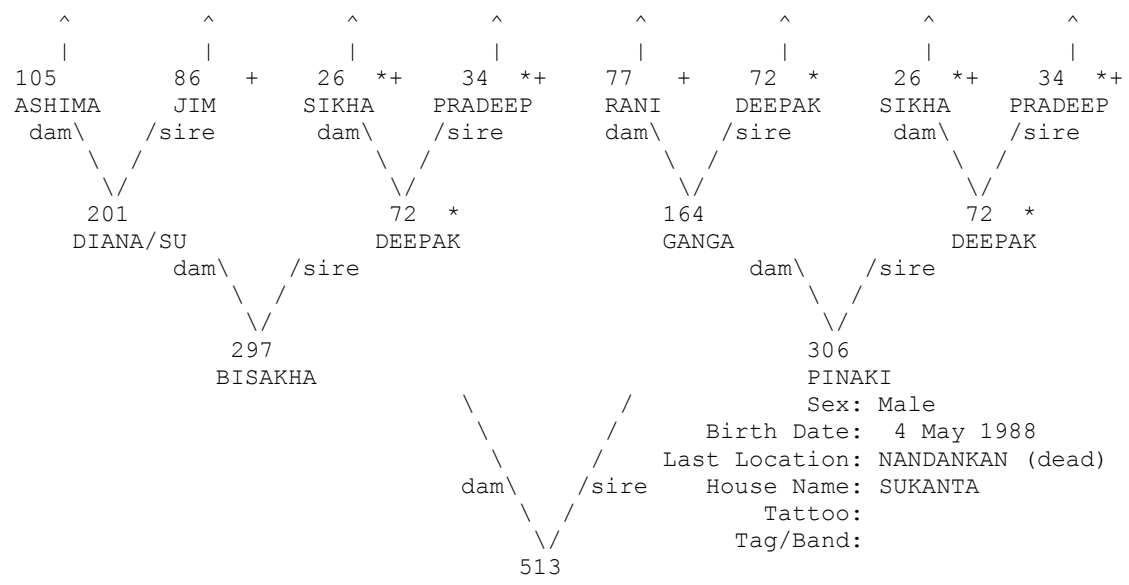 ^ ^ ^ ^ ^ ^ ^ ^
| | | | | | | |
105 86 + 26 *+ 34 *+ 77 + 72 * 26 *+ 34 *+
ASHIMA JIM SIKHA PRADEEP RANI DEEPAK SIKHA PRADEEP
dam\ /sire dam\ /sire dam\ /sire dam\ /sire
\ / \ / \ / \ /
\/ \/ \/ \/
201 72 * 164 72 *
DIANA/SU DEEPAK GANGA DEEPAK
dam\ /sire dam\ /sire
\ / \ /
\/ \/
297 306
BISAKHA PINAKI
\ / Sex: Male
\ / Birth Date: 4 May 1988
\ / Last Location: NANDANKAN (dead)
dam\ /sire House Name: SUKANTA
\ / Tattoo:
\/ Tag/Band:
513